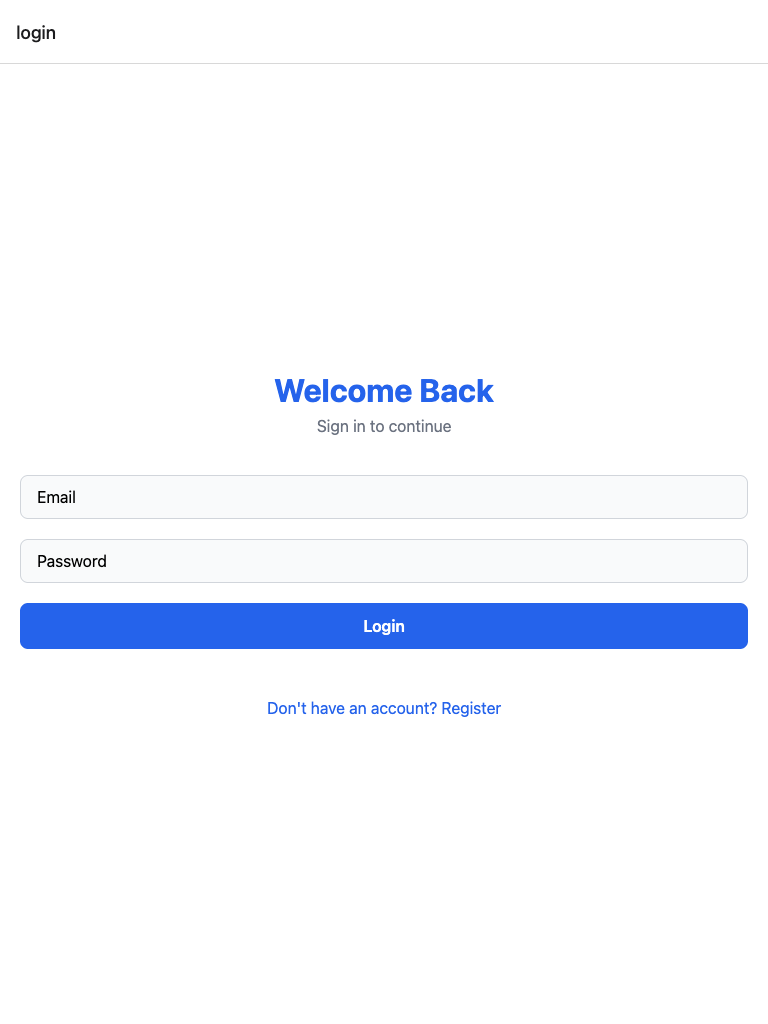 login
Welcome Back
Sign in to continue
Email
Password
Login
Don't have an account? Register